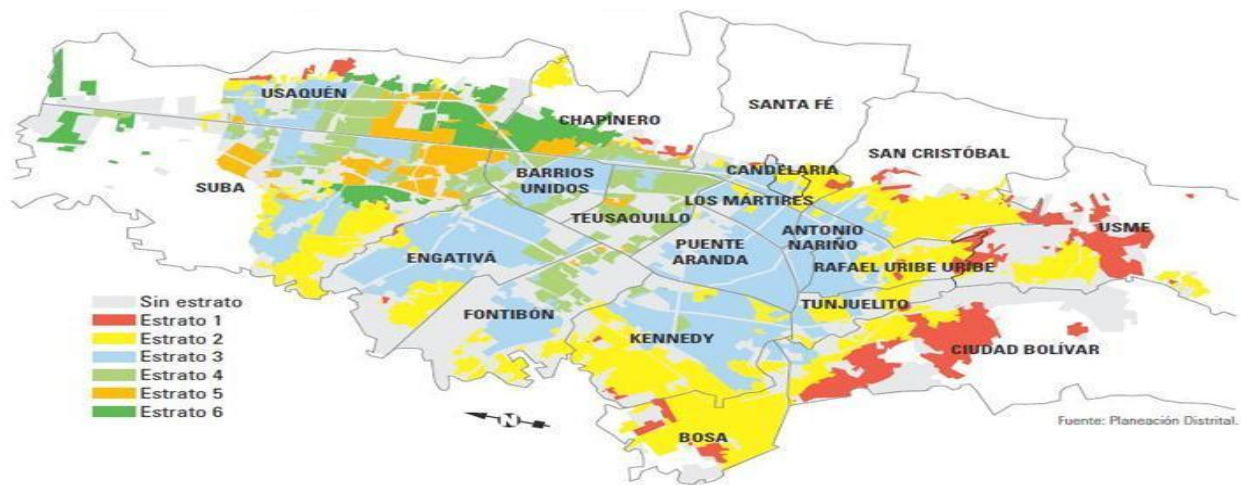 USAQUÉN
SANTA FÉ
CHAPINERO
SAN CRISTÓBAL
CANDELARIA
BARRIOS
UNIDOS
SUBA
LOS MÁRTIRES
TEUSAQUILLO
USME
ANTONIO
NARIÑO
PUENTE
ARANDA
ENGATIVÁ
RAFAEL URIBE URIBE
Sin estrato
Estrato 1
Estrato 2
Estrato 3
Estrato 4
Estrato 5
Estrato 6
TUNJUELITO
FONTIBÓN
KENNEDY
CIUDAD BOLÍVAR
N
Fuente: Planeación Distrital.
BOSA